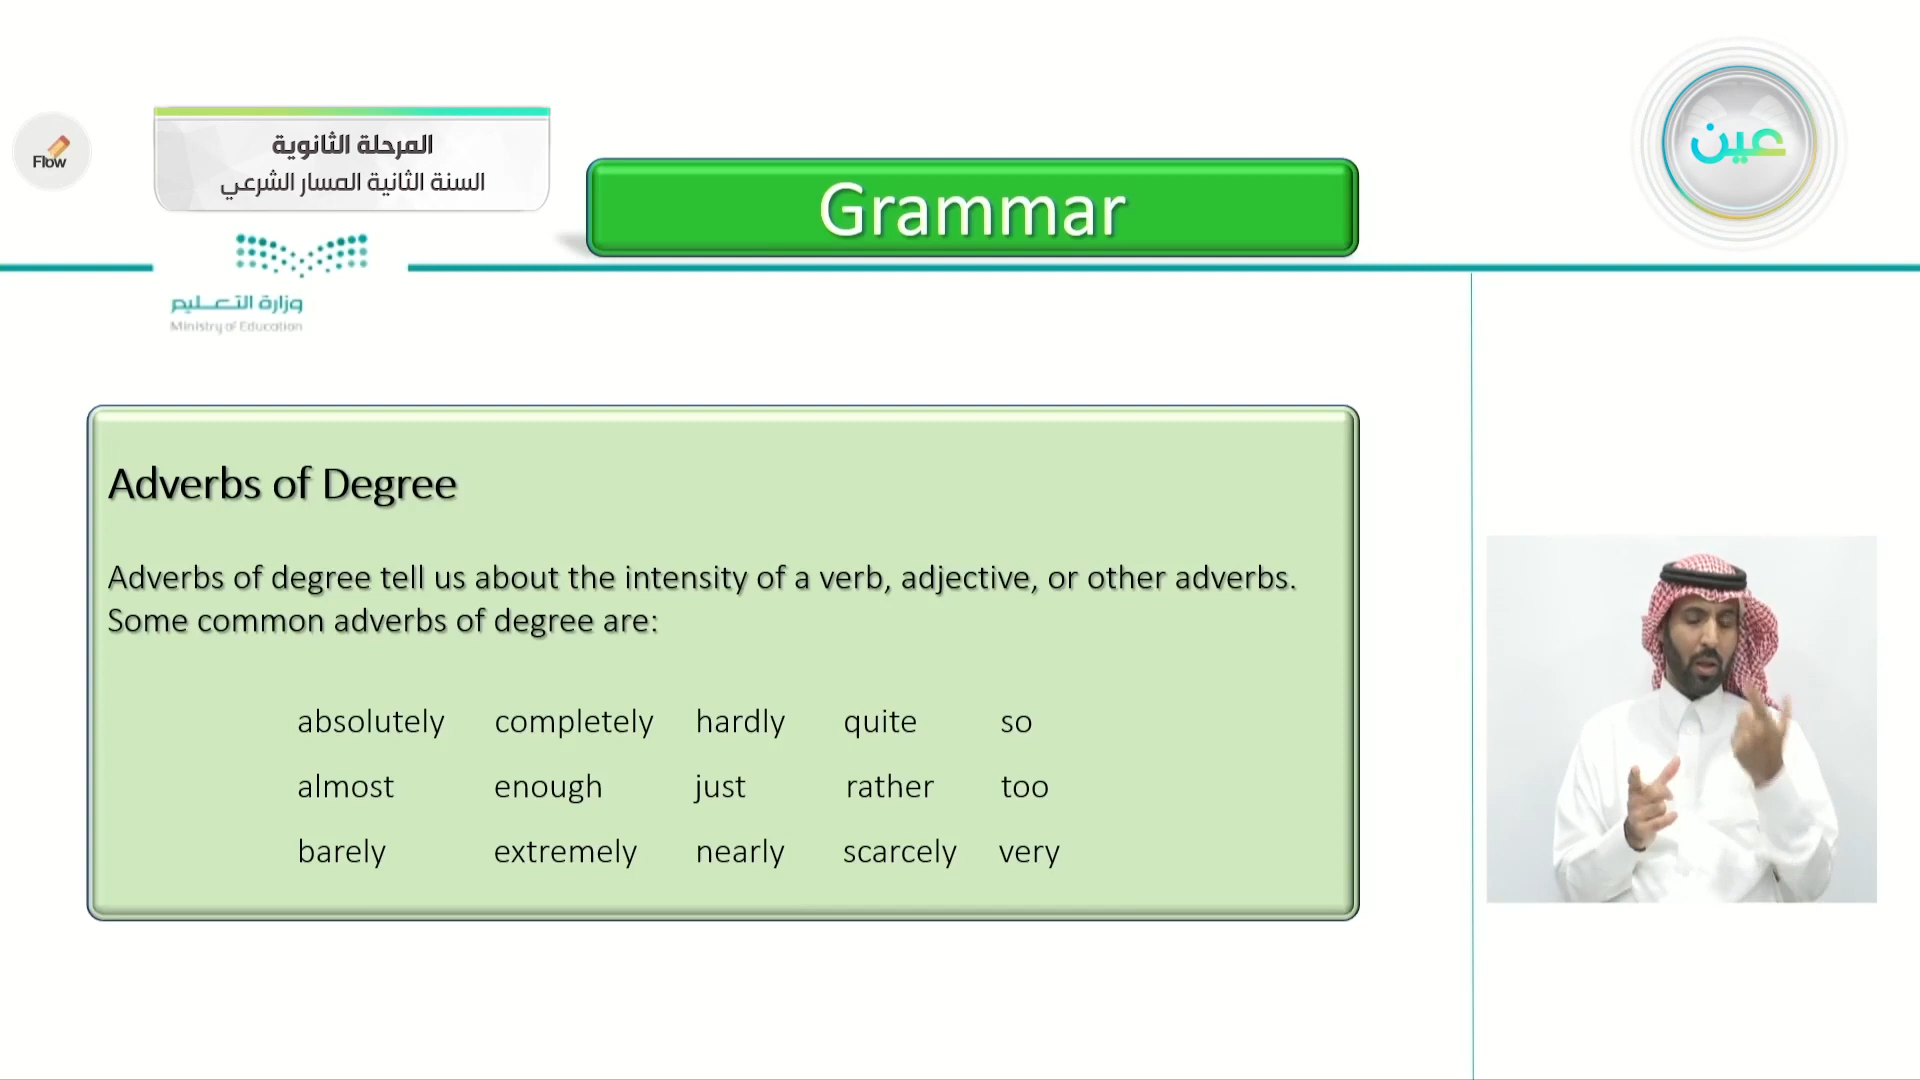 Flow
المرحلة الثانوية
السنة الثانية المسار الشرعي
Grammar
عين
وزارة التعليم
Ministry of Education
Adverbs of Degree
Adverbs of degree tell us about the intensity of a verb, adjective, or other adverbs.
Some common adverbs of degree are:
absolutely completely hardly quite so
almost enough just rather too
barely extremely nearly scarcely very